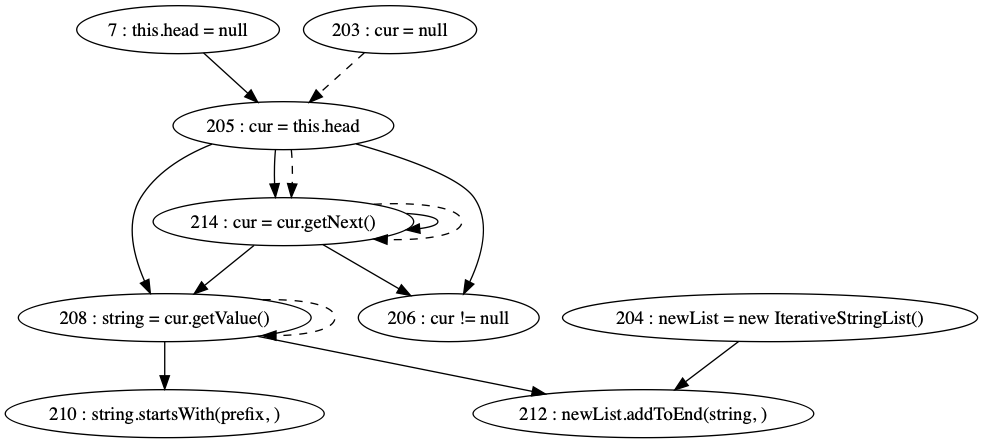 7 : this.head = null
203 : cur = null
205 : cur = this.head
214 : cur = cur.getNext()
208 : string = cur.getValue()
206 : cur != null
204 : newList = new IterativeStringList()
210 : string.startsWith(prefix, )
212 : newList.addToEnd(string, )